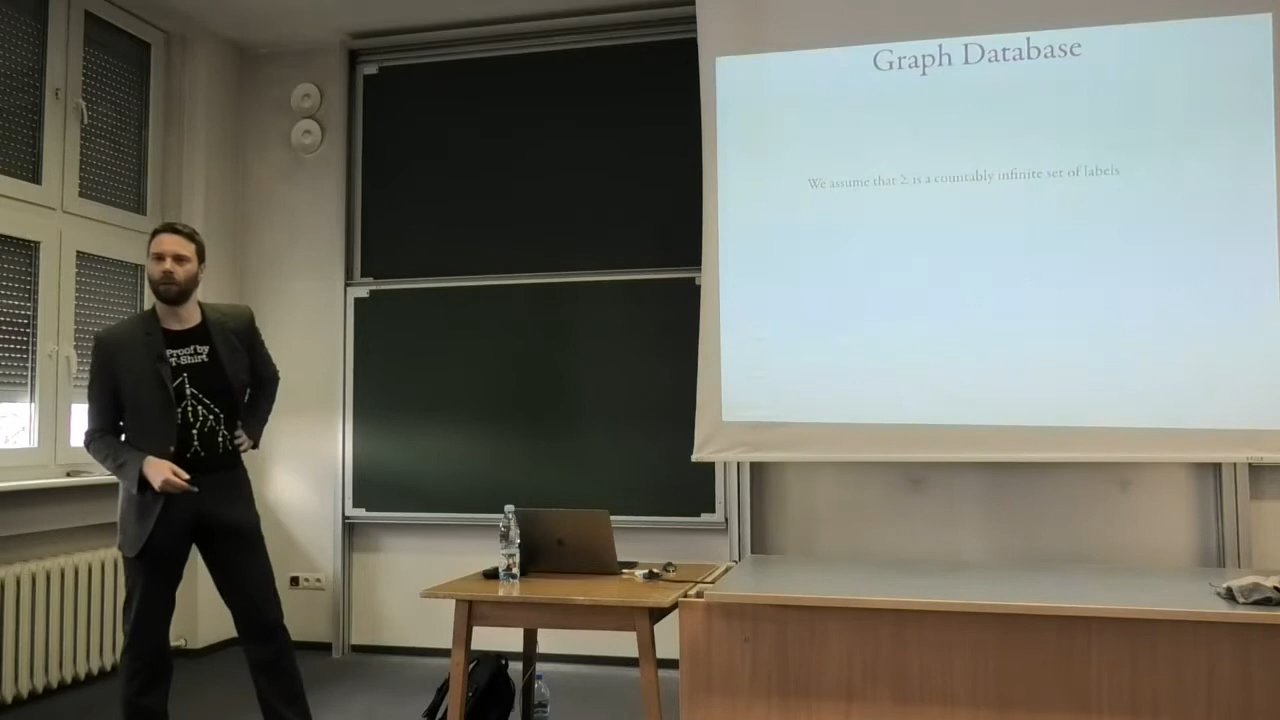 Graph Database
We assume that Σ is a countably infinite set of labels
Proof by
T-Shirt